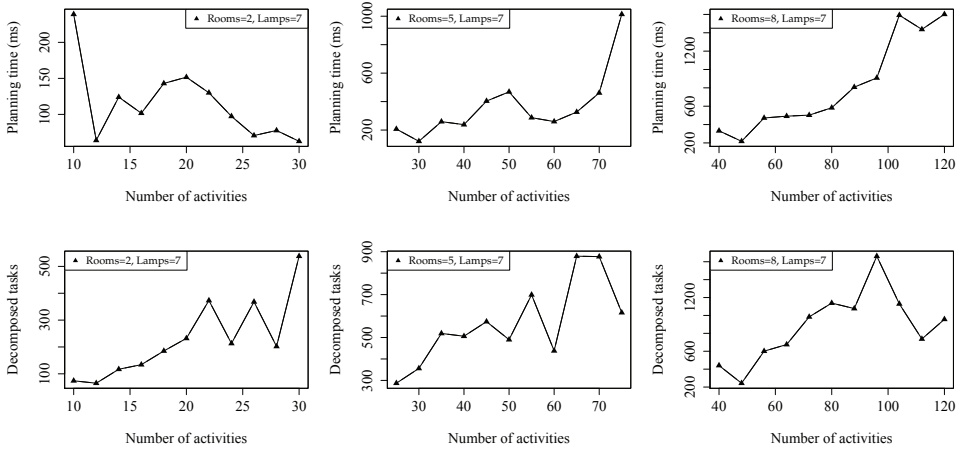 Rooms=2, Lamps=7
Planning time (ms)
100 150 200
10 15 20 25 30
Number of activities
Rooms=5, Lamps=7
Planning time (ms)
200 600 1000
30 40 50 60 70
Number of activities
Rooms=8, Lamps=7
Planning time (ms)
200 600 1200
40 60 80 100 120
Number of activities
Rooms=2, Lamps=7
Decomposed tasks
100 300 500
10 15 20 25 30
Number of activities
Rooms=5, Lamps=7
Decomposed tasks
300 500 700 900
30 40 50 60 70
Number of activities
Rooms=8, Lamps=7
Decomposed tasks
200 600 1200
40 60 80 100 120
Number of activities